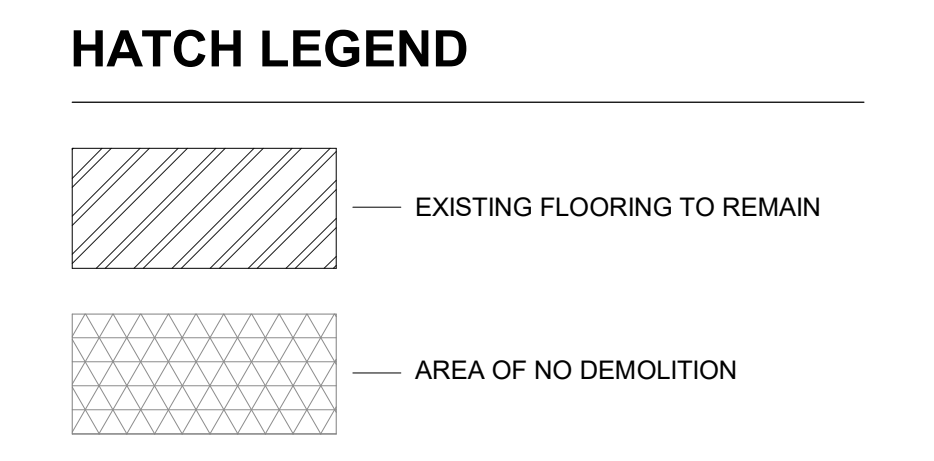 HATCH LEGEND
EXISTING FLOORING TO REMAIN
AREA OF NO DEMOLITION